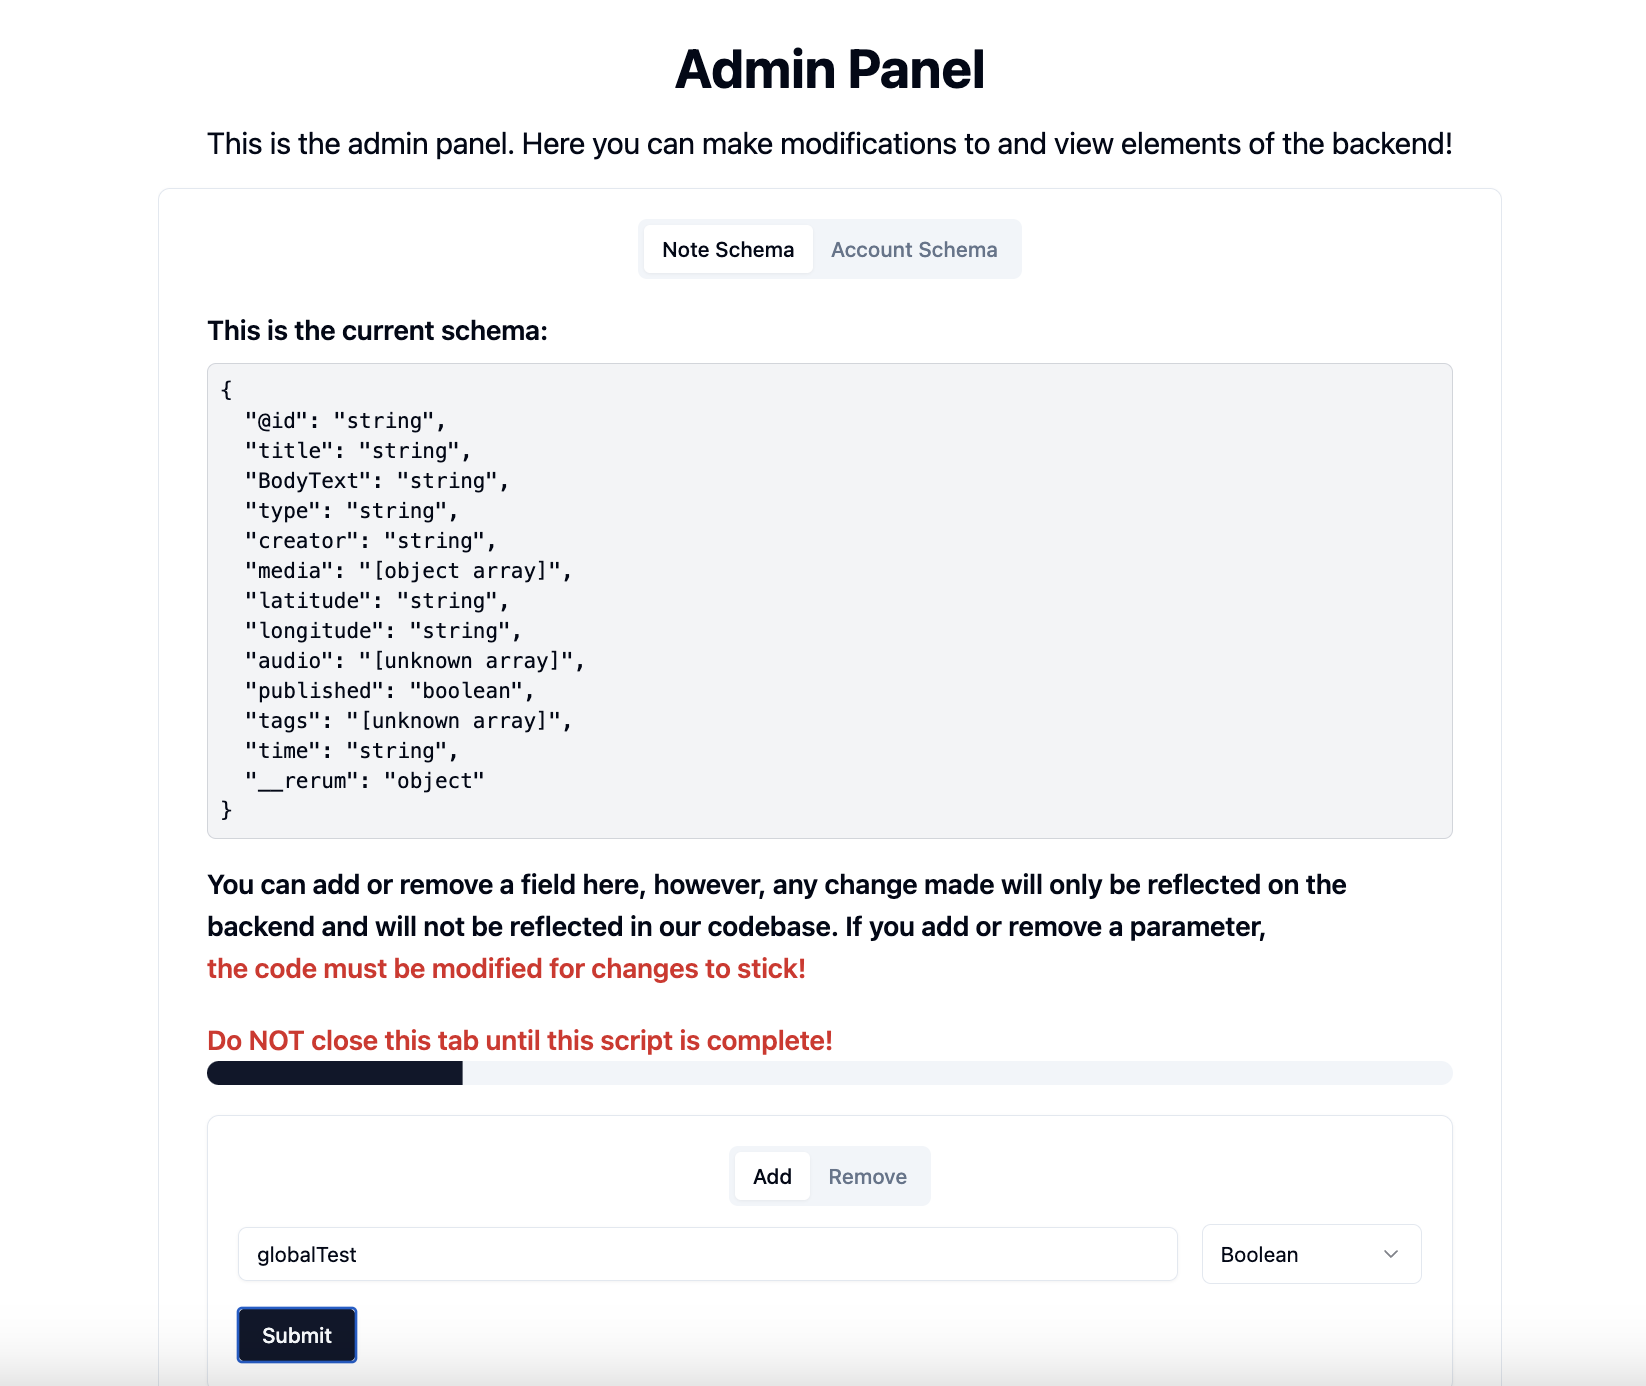 Admin Panel
This is the admin panel. Here you can make modifications to and view elements of the backend!
Note Schema Account Schema
This is the current schema:
{
  "@id": "string",
  "title": "string",
  "BodyText": "string",
  "type": "string",
  "creator": "string",
  "media": "[object array]",
  "latitude": "string",
  "longitude": "string",
  "audio": "[unknown array]",
  "published": "boolean",
  "tags": "[unknown array]",
  "time": "string",
  "__rerum": "object"
}
You can add or remove a field here, however, any change made will only be reflected on the
backend and will not be reflected in our codebase. If you add or remove a parameter,
the code must be modified for changes to stick!
Do NOT close this tab until this script is complete!
Add Remove
globalTest Boolean
Submit